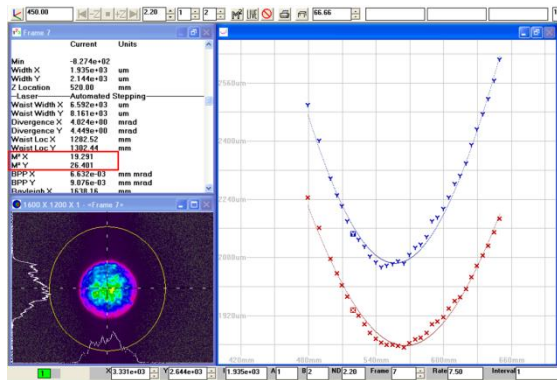 450.00 -Z +Z 2.20 1 2 M² LIVE 66.66
Frame 7
Current Units
Min -8.274e+02
Width X 1.935e+03 um
Width Y 2.144e+03 um
Z Location 520.00 mm
Laser Automated Stepping
Waist Width X 6.592e+03 um
Waist Width Y 8.161e+03 um
Divergence X 4.024e+00 mrad
Divergence Y 4.449e+00 mrad
Waist Loc X 1282.52 mm
Waist Loc Y 1302.44 mm
M² X 19.291
M² Y 26.401
BPP X 6.632e-03 mm mrad
BPP Y 9.076e-03 mm mrad
Rayleigh X 1638.16 mm
1600 X 1200 X 1 - <Frame 7>
2560um
2400um
2240um
2080um
1920um
420mm 480mm 540mm 600mm 660mm
1 X 3.331e+03 Y 2.644e+03 1.935e+03 A 1 B 2 ND 2.20 Frame 7 Rate 7.50 Interval 1